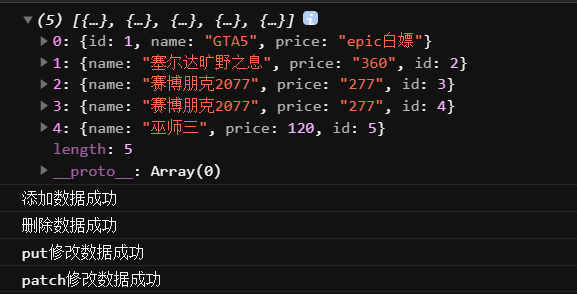 ▼(5) [{…}, {…}, {…}, {…}, {…}] i
▶0: {id: 1, name: "GTA5", price: "epic白嫖"}
▶1: {name: "塞尔达旷野之息", price: "360", id: 2}
▶2: {name: "赛博朋克2077", price: "277", id: 3}
▶3: {name: "赛博朋克2077", price: "277", id: 4}
▶4: {name: "巫师三", price: 120, id: 5}
length: 5
▶__proto__: Array(0)
添加数据成功
删除数据成功
put修改数据成功
patch修改数据成功